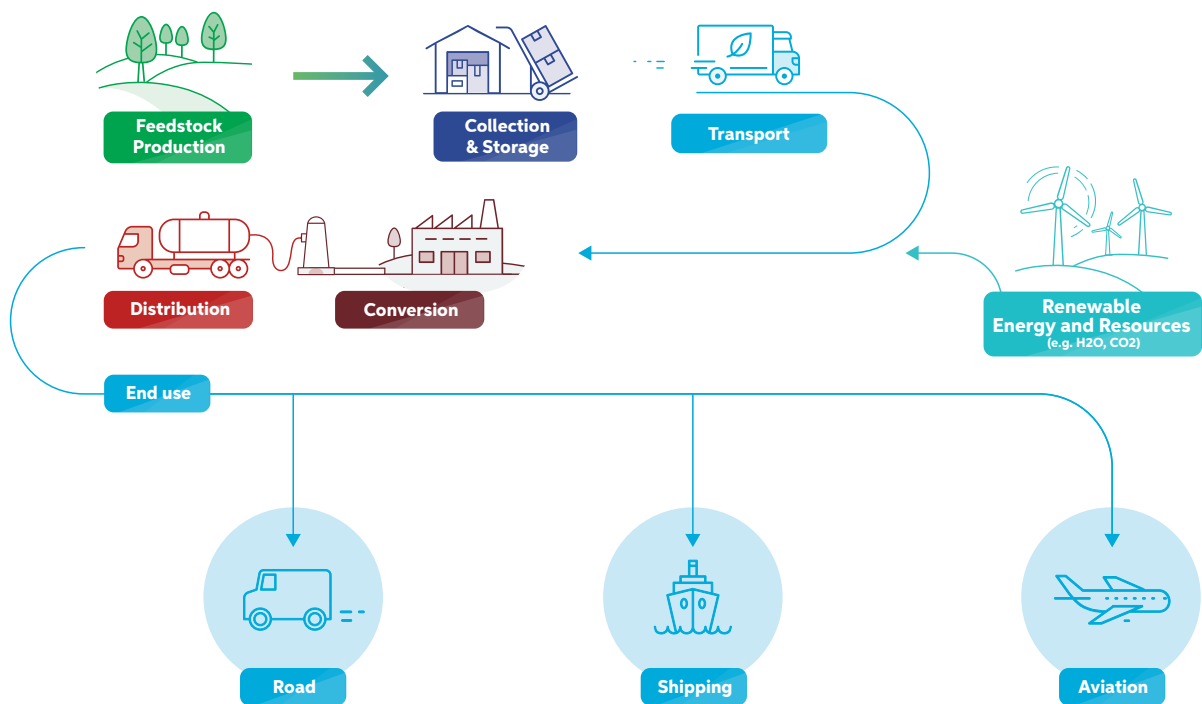 Feedstock
Production
Collection
& Storage
Transport
Distribution
Conversion
Renewable
Energy and Resources
(e.g. H2O, CO2)
End use
Road
Shipping
Aviation